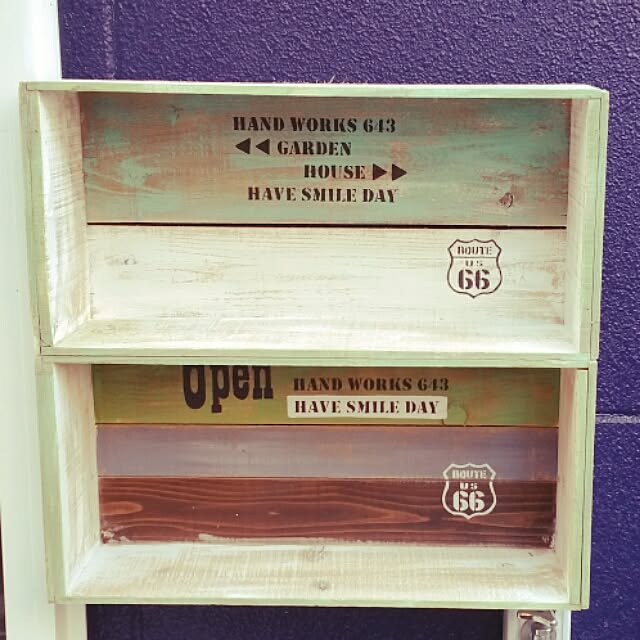 HAND WORKS 643
◀◀ GARDEN
HOUSE ▶▶
HAVE SMILE DAY
ROUTE
US
66
Open
HAND WORKS 643
HAVE SMILE DAY
ROUTE
US
66